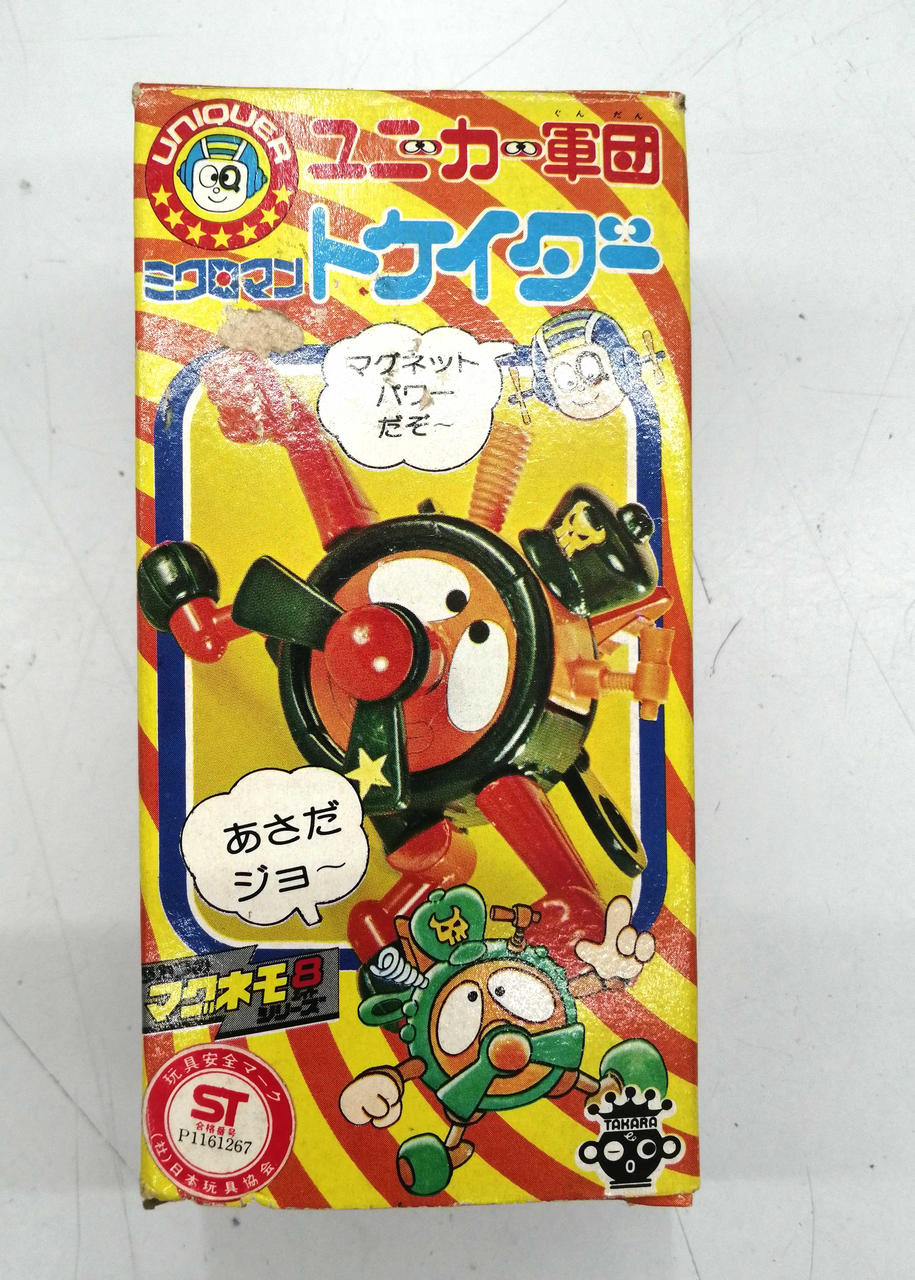 UNIQUER
ぐんだん
ユニーカー軍団
ミクロマン
トケイダー
マグネット
パワー
だぞ〜
あさだ
ジョ〜
マグネモ8
シリーズ
玩具安全マーク
ST
合格番号
P1161267
(社)日本玩具協会
TAKARA